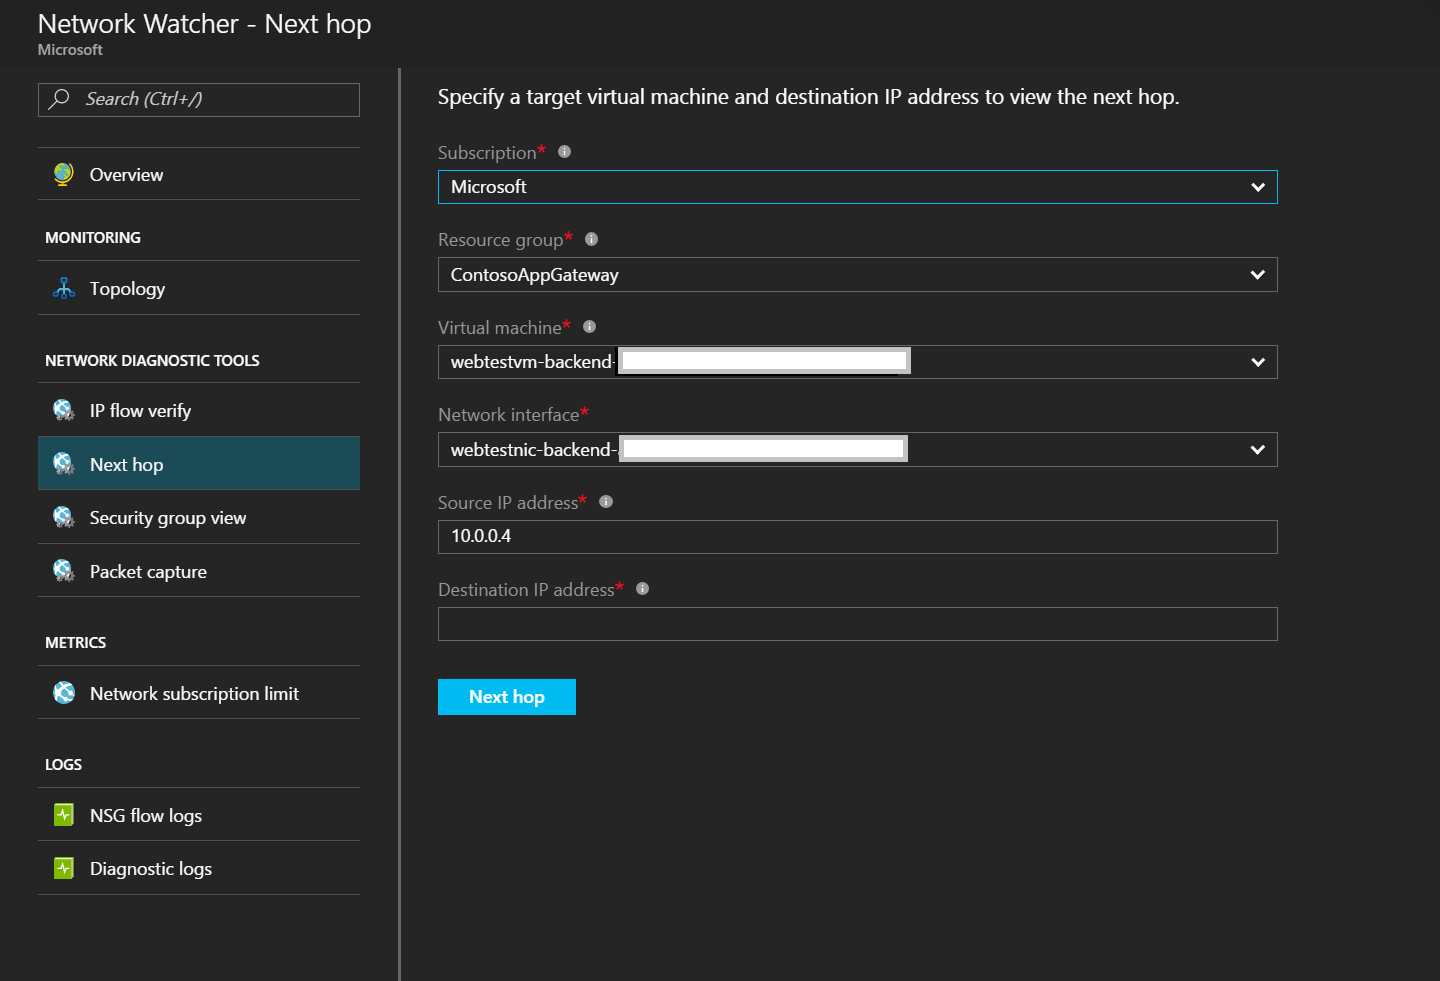 Network Watcher - Next hop
Microsoft
Search (Ctrl+/)
Overview
MONITORING
Topology
NETWORK DIAGNOSTIC TOOLS
IP flow verify
Next hop
Security group view
Packet capture
METRICS
Network subscription limit
LOGS
NSG flow logs
Diagnostic logs
Specify a target virtual machine and destination IP address to view the next hop.
Subscription*
Microsoft
Resource group*
ContosoAppGateway
Virtual machine*
webtestvm-backend-
Network interface*
webtestnic-backend-
Source IP address*
10.0.0.4
Destination IP address*
Next hop